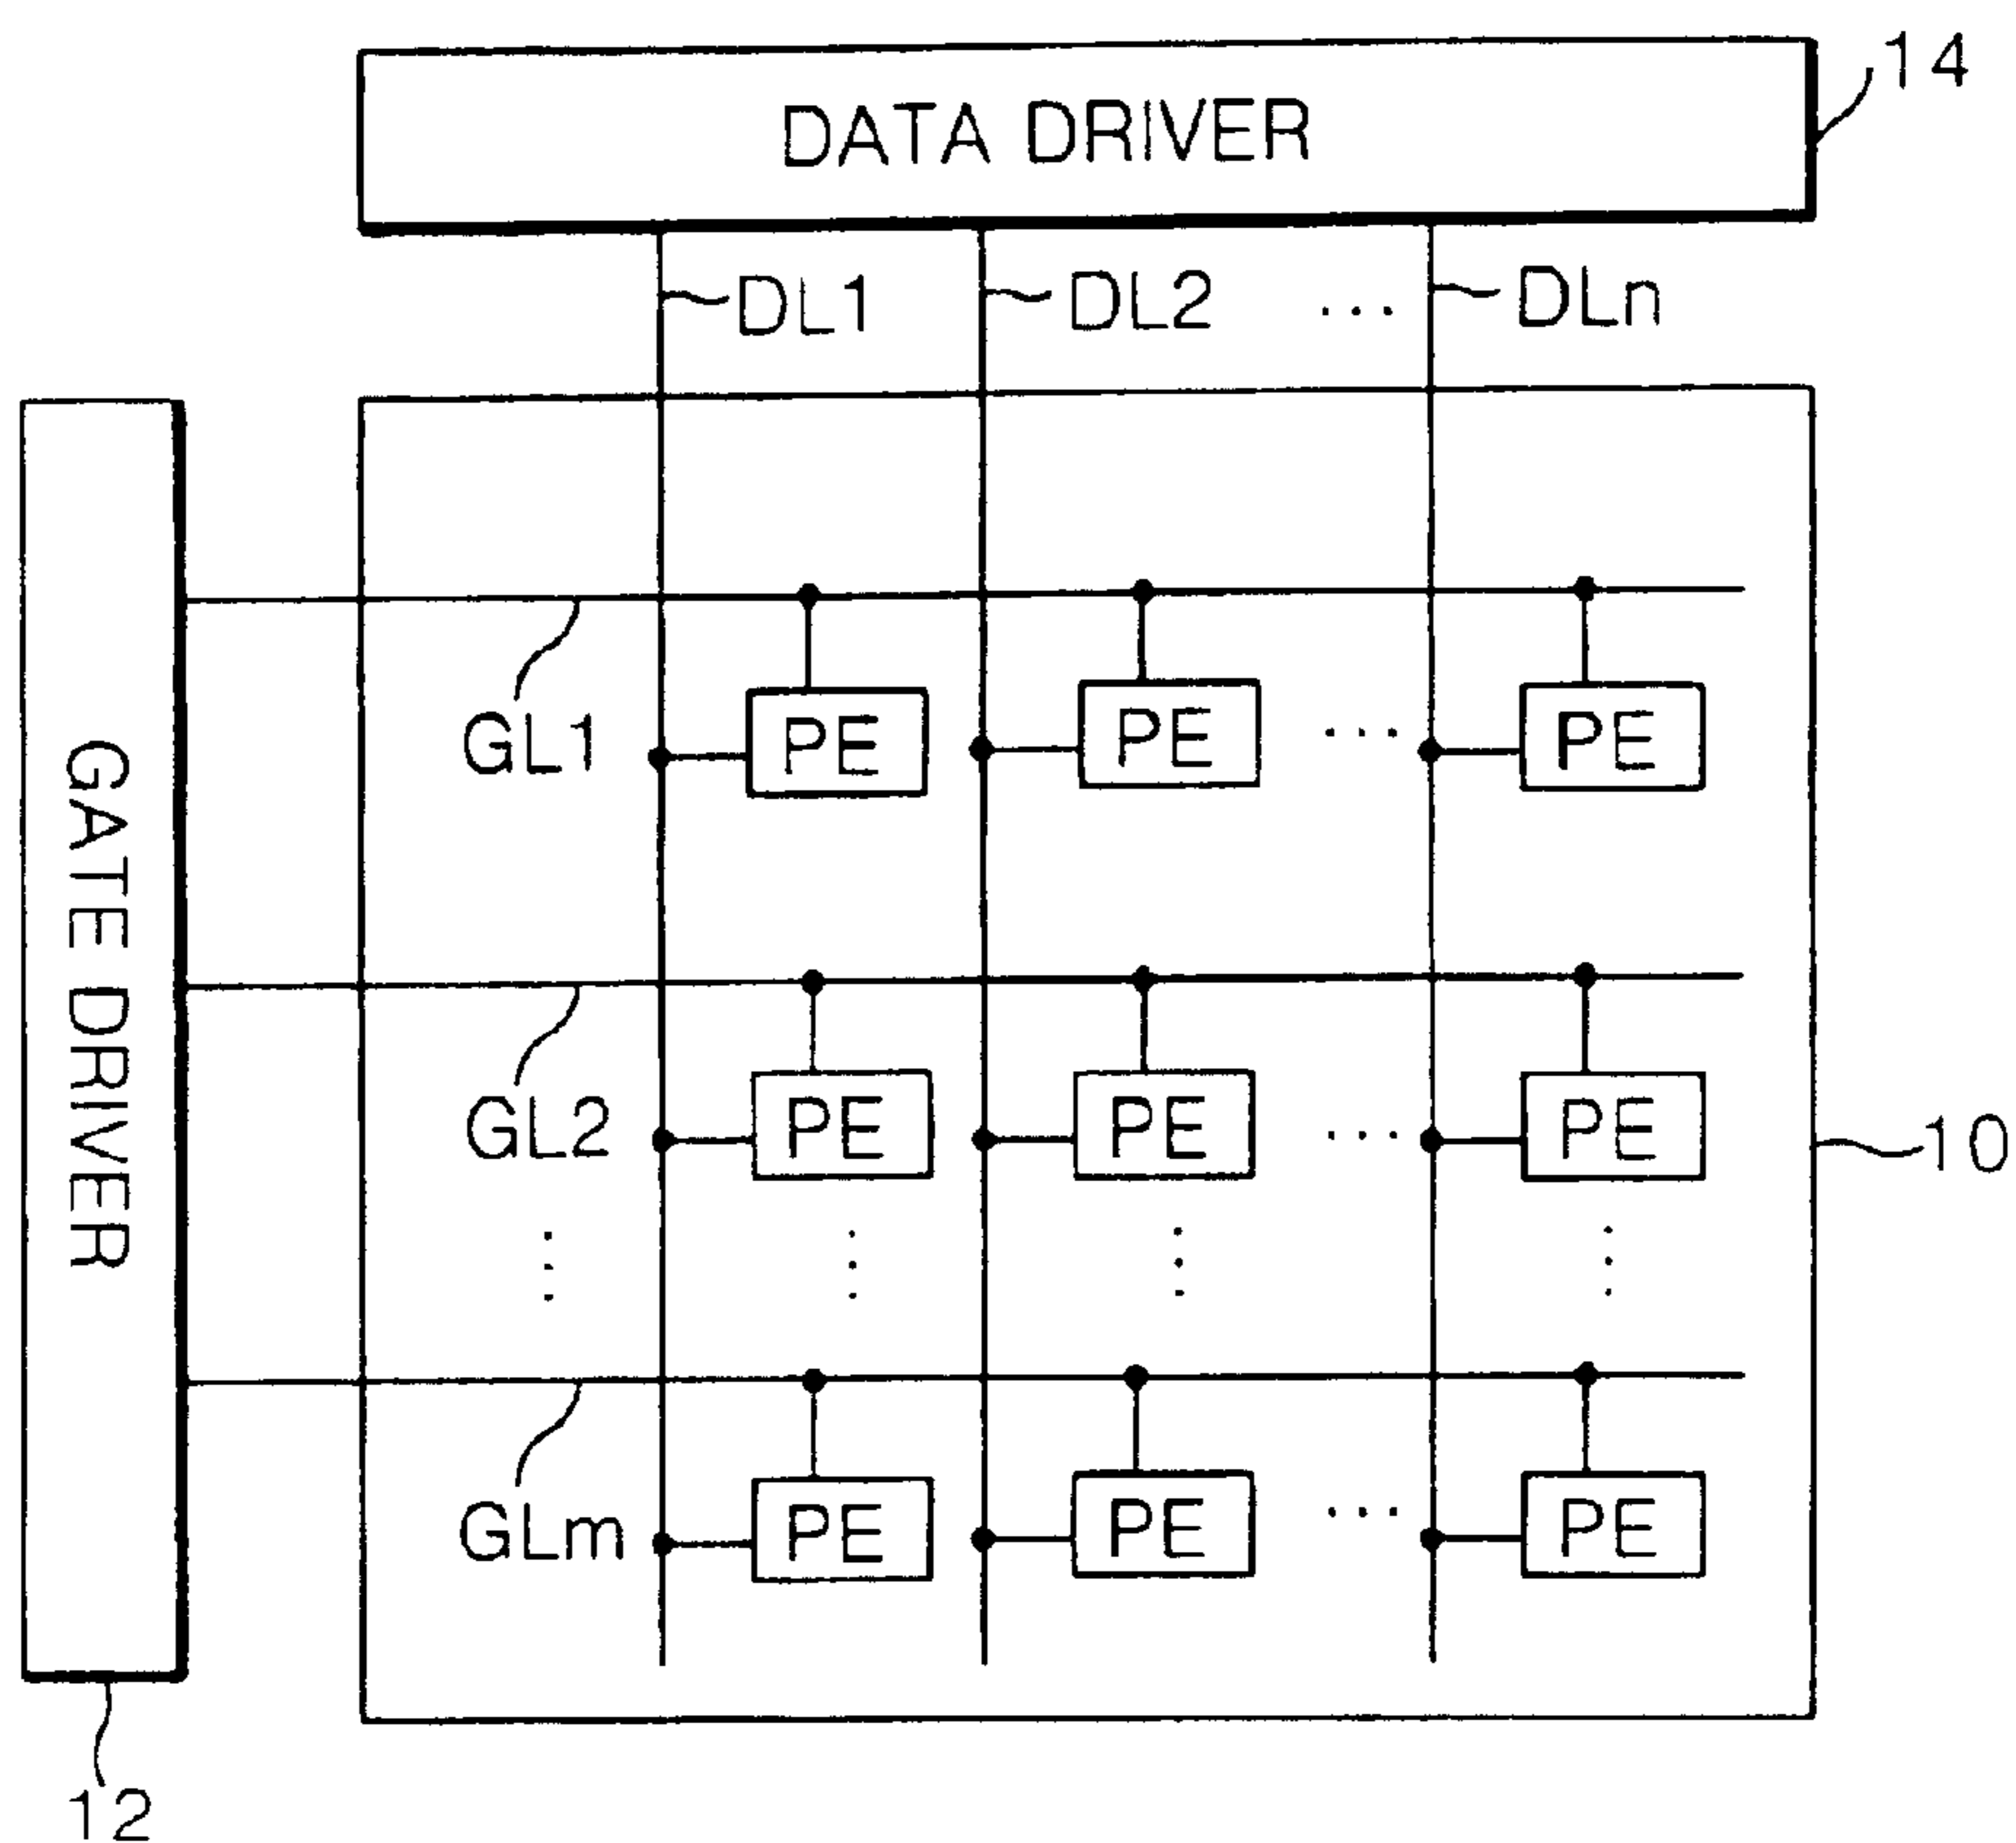 DATA DRIVER
14
DL1
DL2
...
DLn
GATE DRIVER
GL1
PE
PE
...
PE
GL2
PE
PE
...
PE
10
GLm
PE
PE
...
PE
12